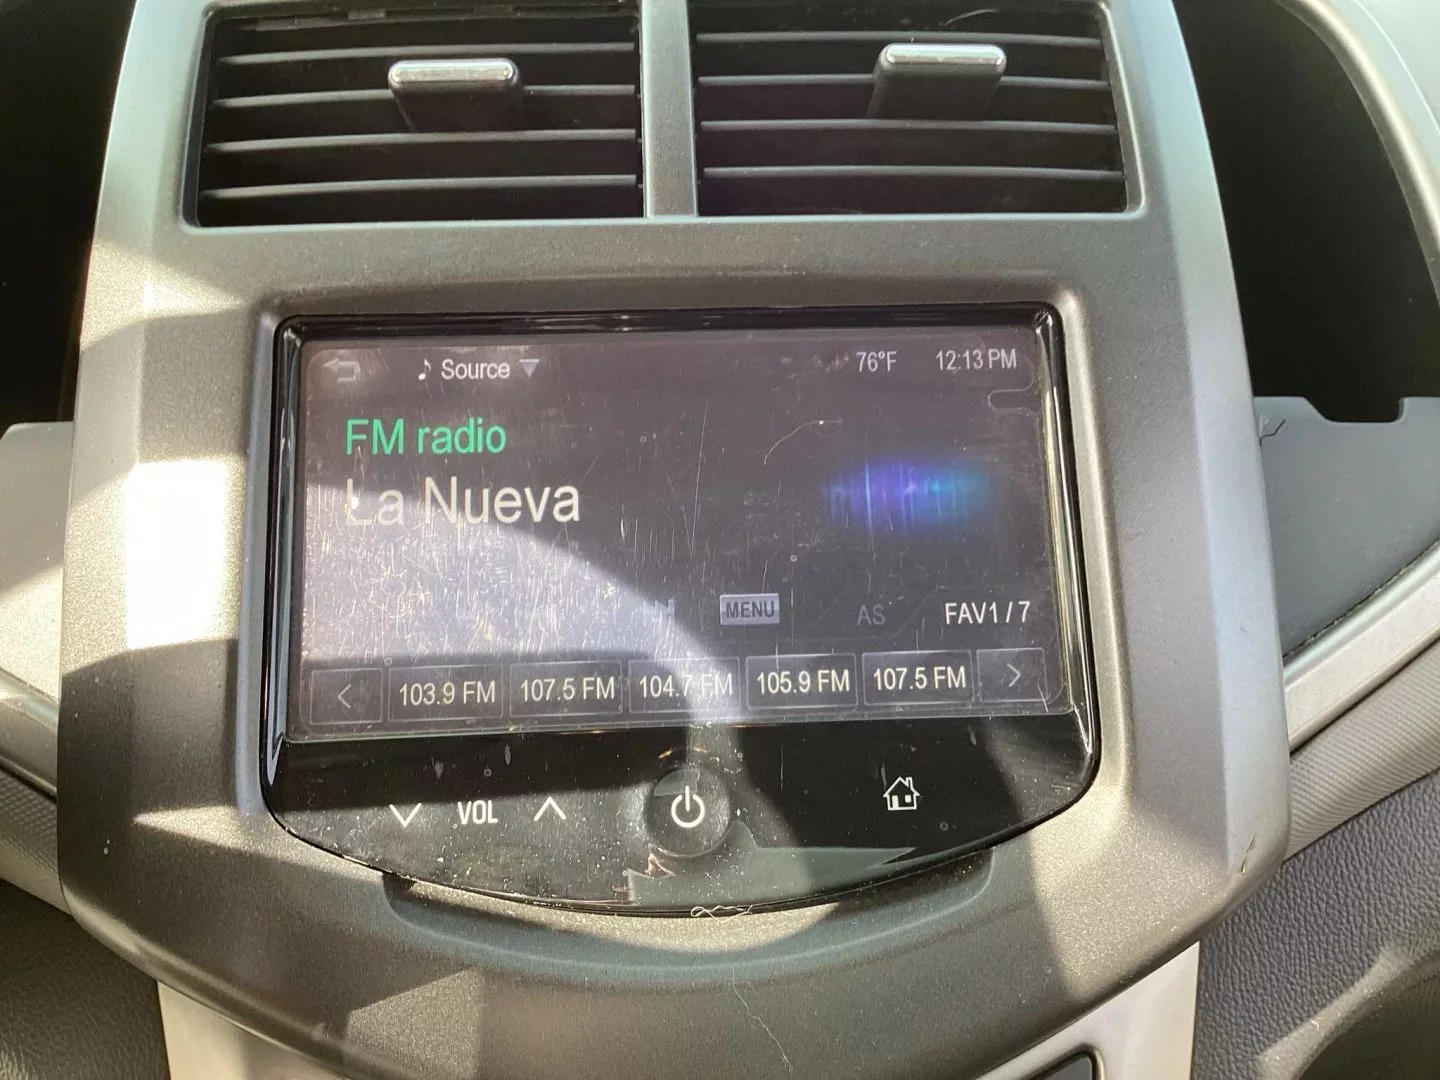 Source 76°F 12:13 PM
FM radio
La Nueva
MENU AS FAV1 / 7
103.9 FM 107.5 FM 104.7 FM 105.9 FM 107.5 FM
VOL